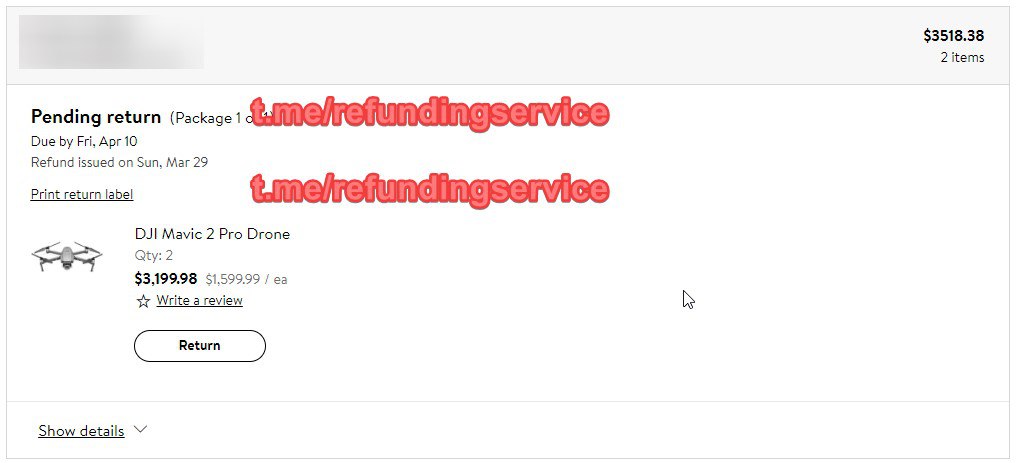 $3518.38
2 items
Pending return (Package 1 of 1)
t.me/refundingservice
Due by Fri, Apr 10
Refund issued on Sun, Mar 29
t.me/refundingservice
Print return label
DJI Mavic 2 Pro Drone
Qty: 2
$3,199.98 $1,599.99 / ea
Write a review
Return
Show details